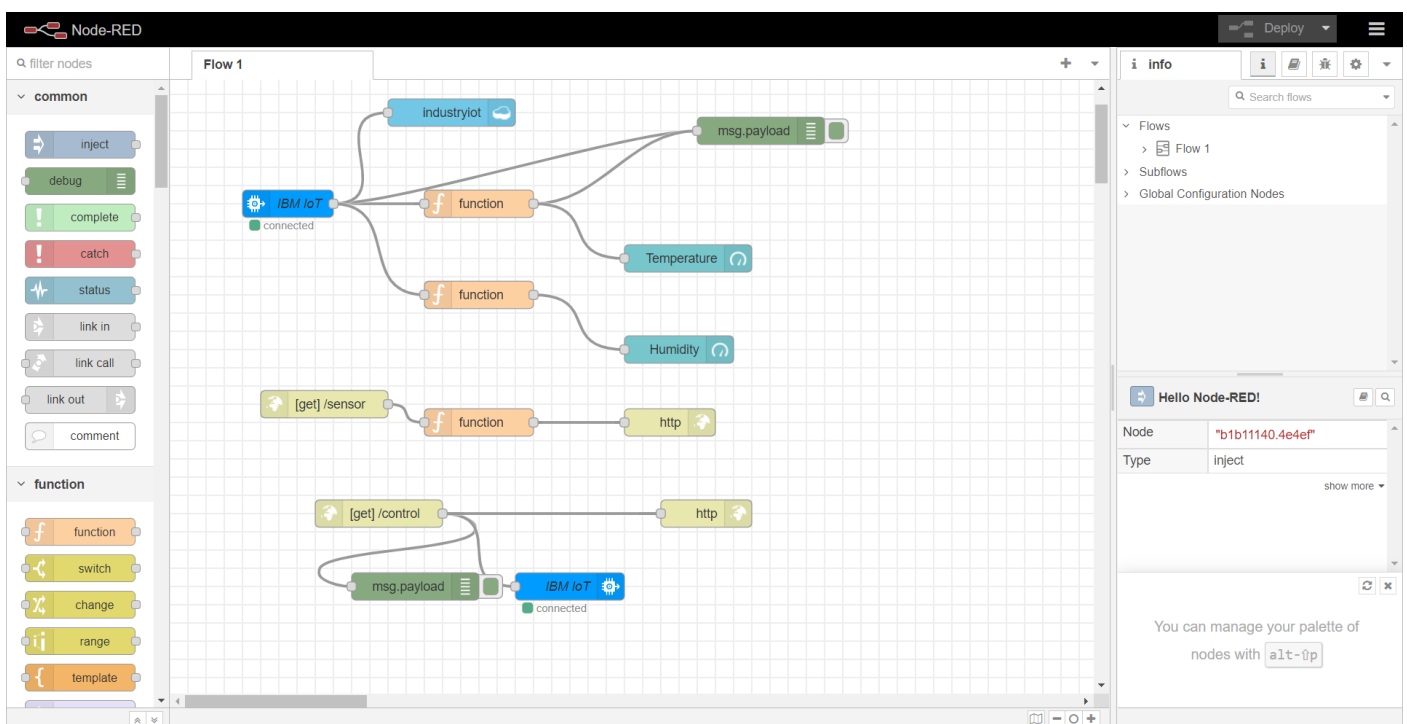 Node-RED
Deploy
filter nodes
Flow 1
info
i
common
Search flows
inject
debug
complete
catch
status
link in
link call
link out
comment
function
function
switch
change
range
template
industryiot
msg.payload
IBM IoT
connected
function
Temperature
function
Humidity
[get] /sensor
function
http
[get] /control
http
msg.payload
IBM IoT
connected
Flows
Flow 1
Subflows
Global Configuration Nodes
Hello Node-RED!
Node "b1b11140.4e4ef"
Type inject
show more
You can manage your palette of
nodes with alt-⇧p